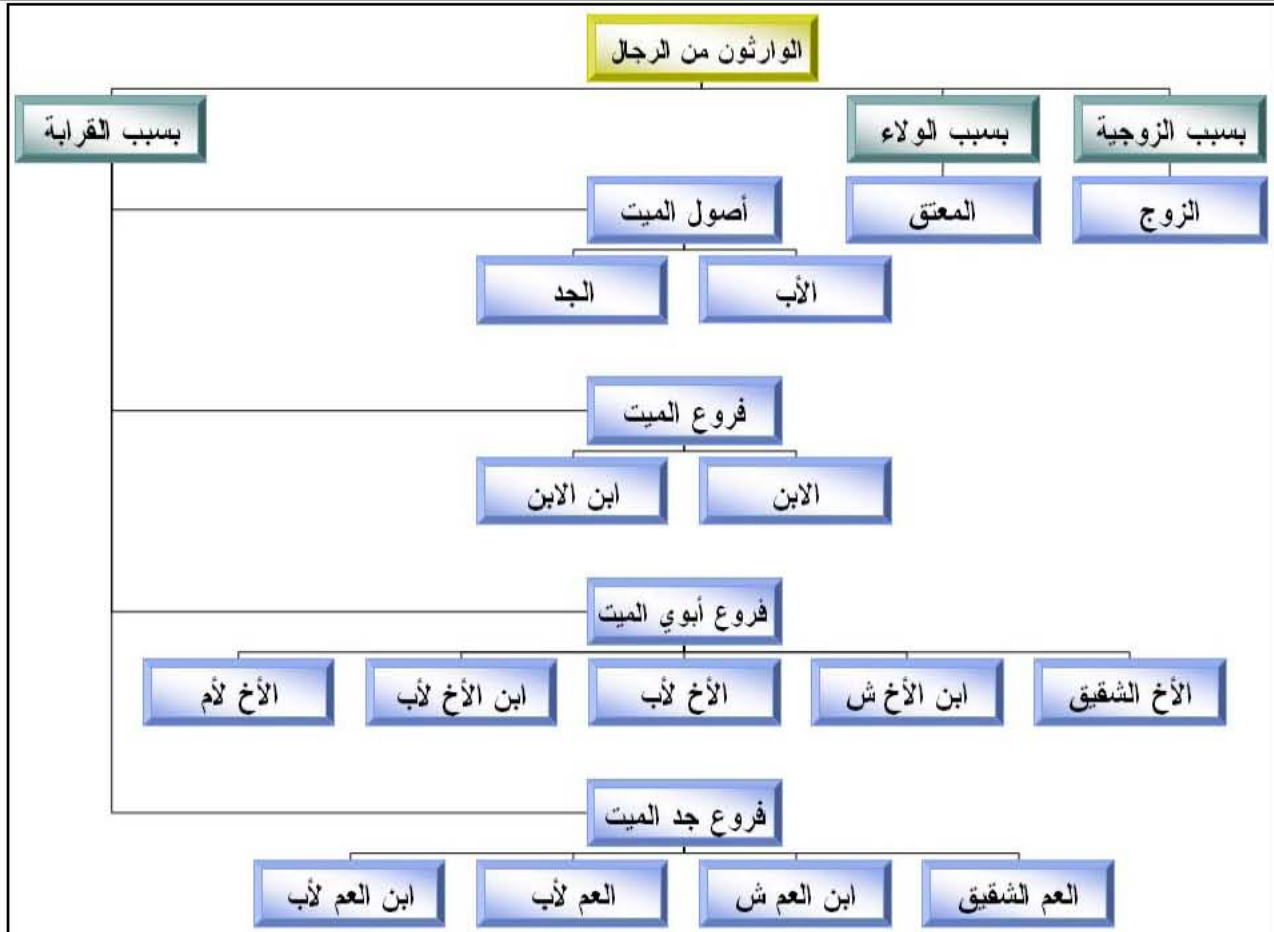 الوارثون من الرجال
بسبب الزوجية
بسبب الولاء
بسبب القرابة
الزوج
المعتق
أصول الميت
الأب
الجد
فروع الميت
الابن
ابن الابن
فروع أبوي الميت
الأخ الشقيق
ابن الأخ ش
الأخ لأب
ابن الأخ لأب
الأخ لأم
فروع جد الميت
العم الشقيق
ابن العم ش
العم لأب
ابن العم لأب